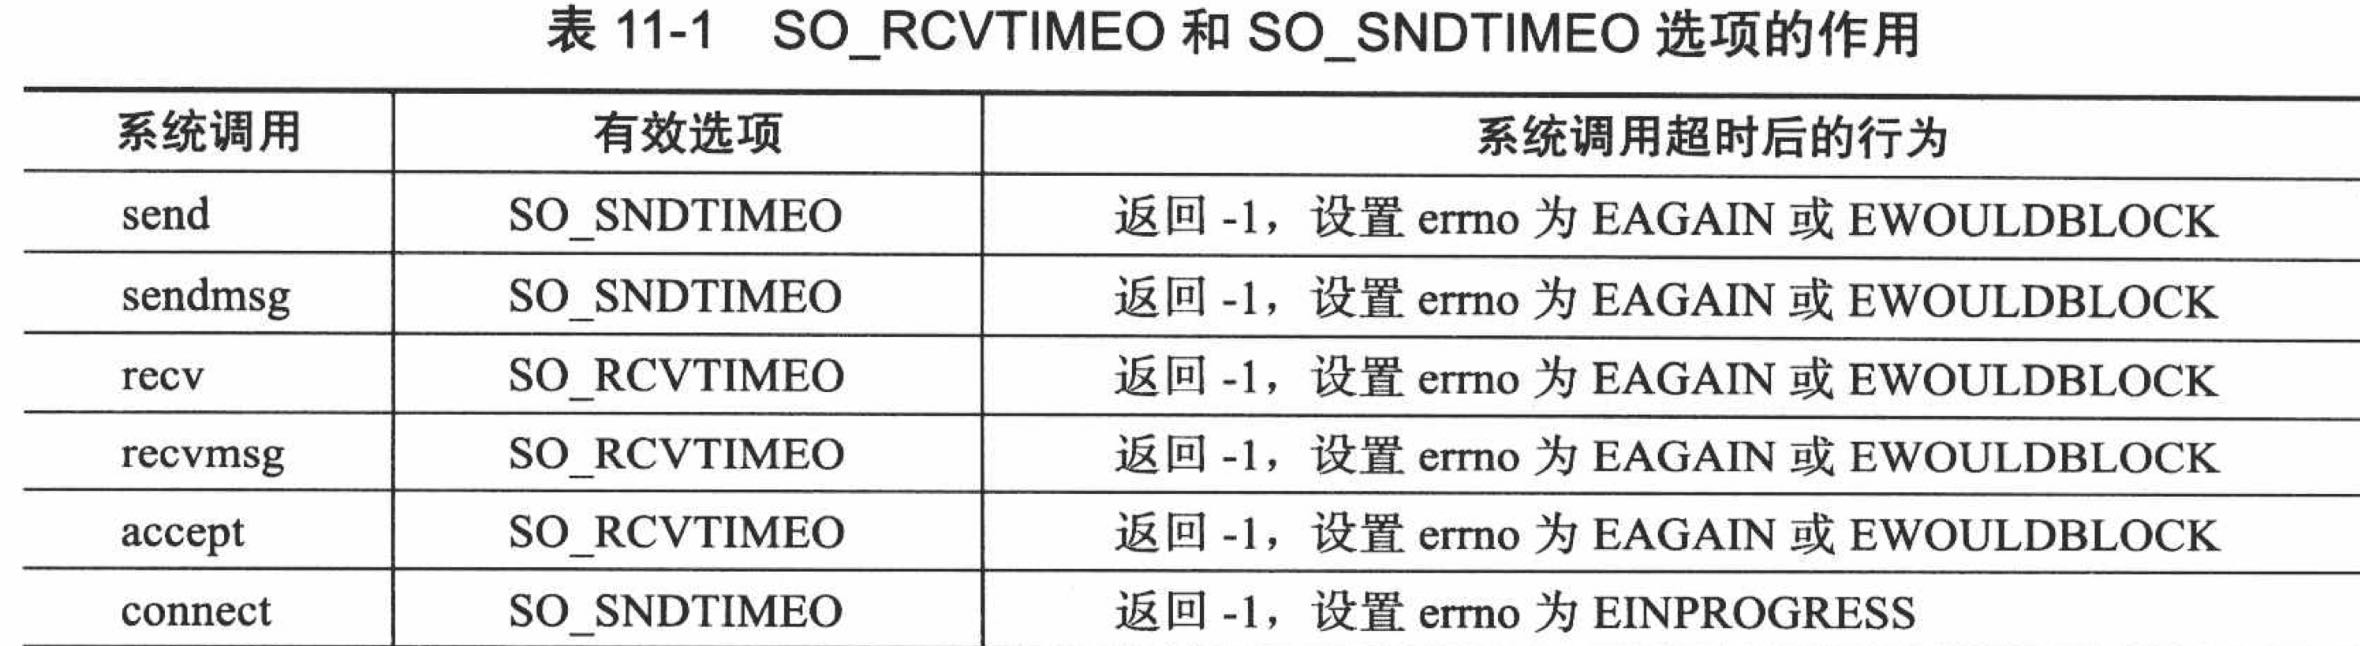 表 11-1 SO_RCVTIMEO 和 SO_SNDTIMEO 选项的作用
系统调用 有效选项 系统调用超时后的行为
send SO_SNDTIMEO 返回 -1，设置 errno 为 EAGAIN 或 EWOULDBLOCK
sendmsg SO_SNDTIMEO 返回 -1，设置 errno 为 EAGAIN 或 EWOULDBLOCK
recv SO_RCVTIMEO 返回 -1，设置 errno 为 EAGAIN 或 EWOULDBLOCK
recvmsg SO_RCVTIMEO 返回 -1，设置 errno 为 EAGAIN 或 EWOULDBLOCK
accept SO_RCVTIMEO 返回 -1，设置 errno 为 EAGAIN 或 EWOULDBLOCK
connect SO_SNDTIMEO 返回 -1，设置 errno 为 EINPROGRESS